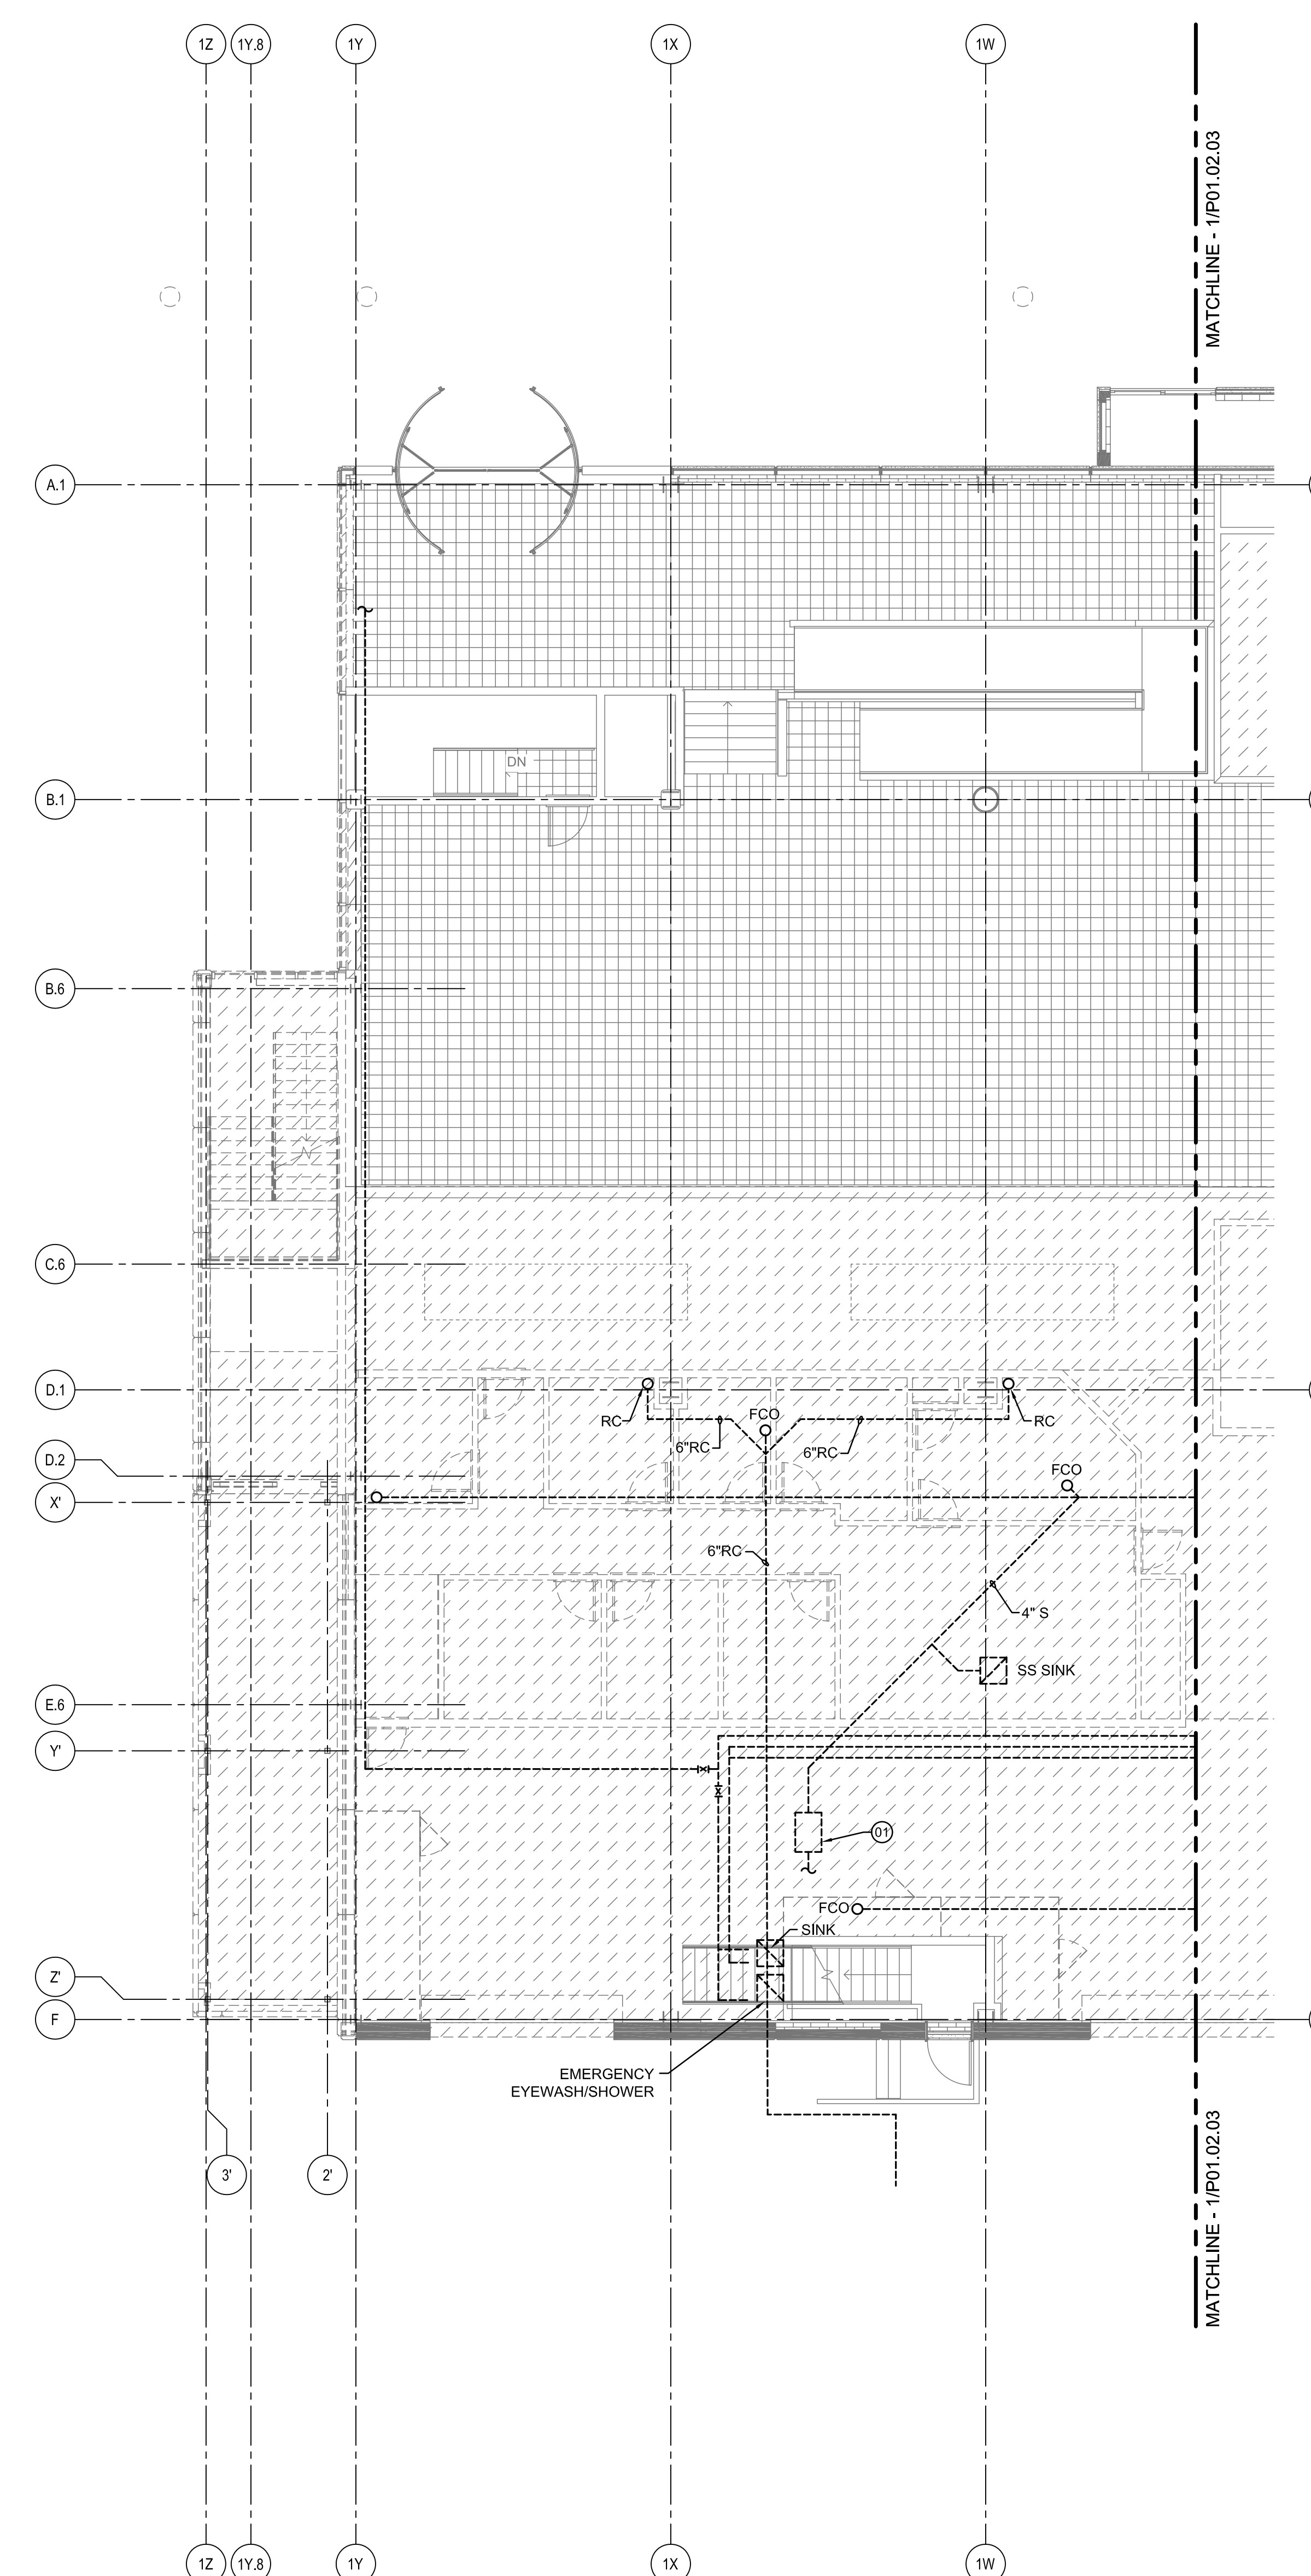 1Z
1Y.8
1Y
1X
1W
MATCHLINE - 1/P01.02.03
A.1
DN
B.1
B.6
C.6
D.1
RC
6"RC
FCO
6"RC
RC
D.2
FCO
X'
6"RC
4" S
SS SINK
E.6
Y'
01
FCO
SINK
Z'
F
EMERGENCY
EYEWASH/SHOWER
3'
2'
MATCHLINE - 1/P01.02.03
1Z
1Y.8
1Y
1X
1W